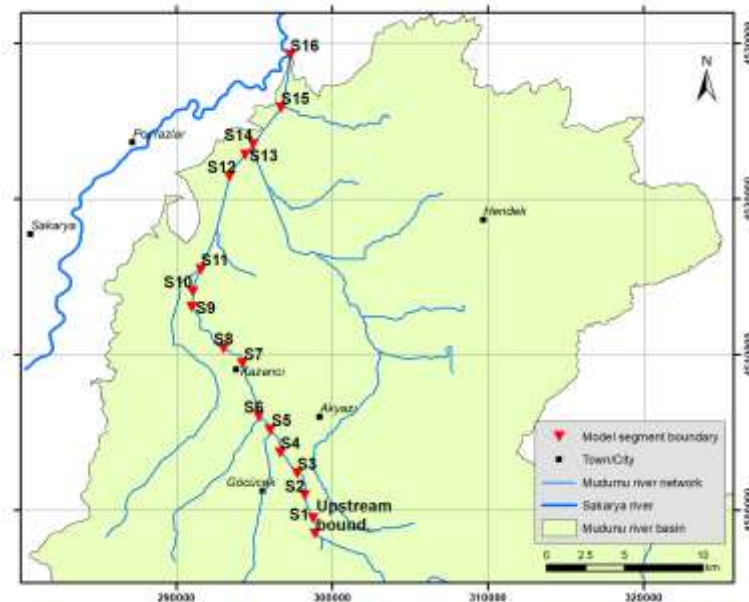 S16
N
S15
Poyrazlar
S14
S13
S12
Hendek
Sakarya
S11
S10
S9
S8
S7
Kazancı
S6
Akyazı
S5
S4
S3
Göcücek
S2
S1
Upstream
bound
Model segment boundary
Town/City
Mudurnu river network
Sakarya river
Mudurnu river basin
0 2.5 5 10
km
290000 300000 310000 320000